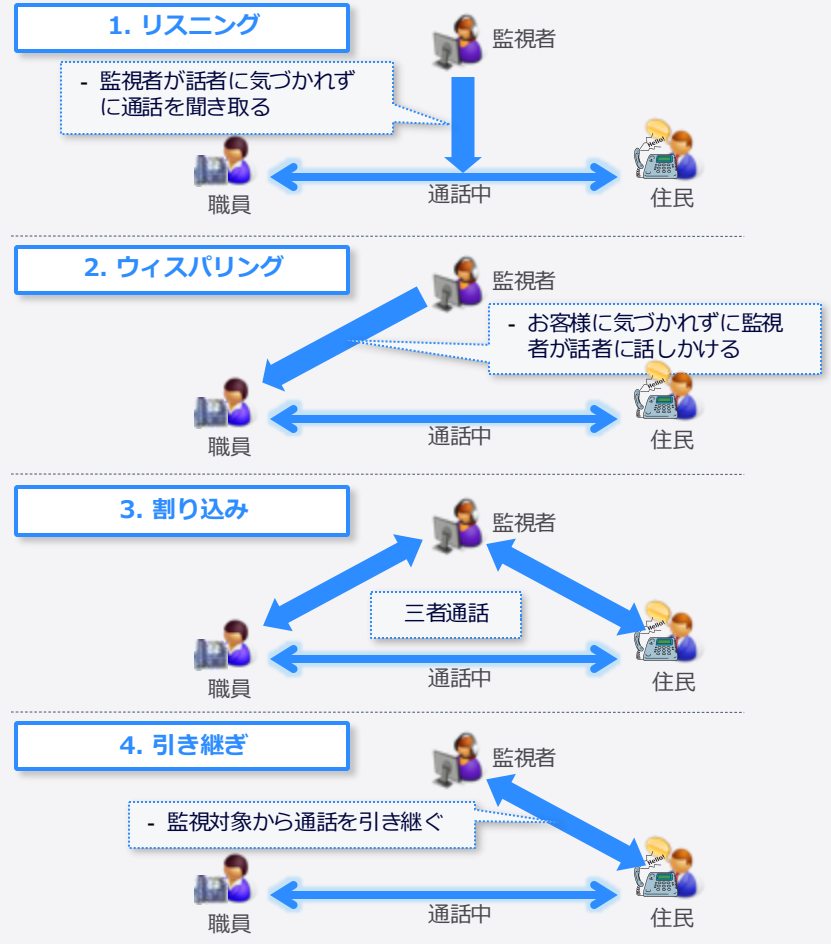 1. リスニング
監視者
- 監視者が話者に気づかれず
に通話を聞き取る
Hello!
職員
通話中
住民
2. ウィスパリング
監視者
- お客様に気づかれずに監視
者が話者に話しかける
Hello!
職員
通話中
住民
3. 割り込み
監視者
三者通話
Hello!
職員
通話中
住民
4. 引き継ぎ
監視者
- 監視対象から通話を引き継ぐ
Hello!
職員
通話中
住民